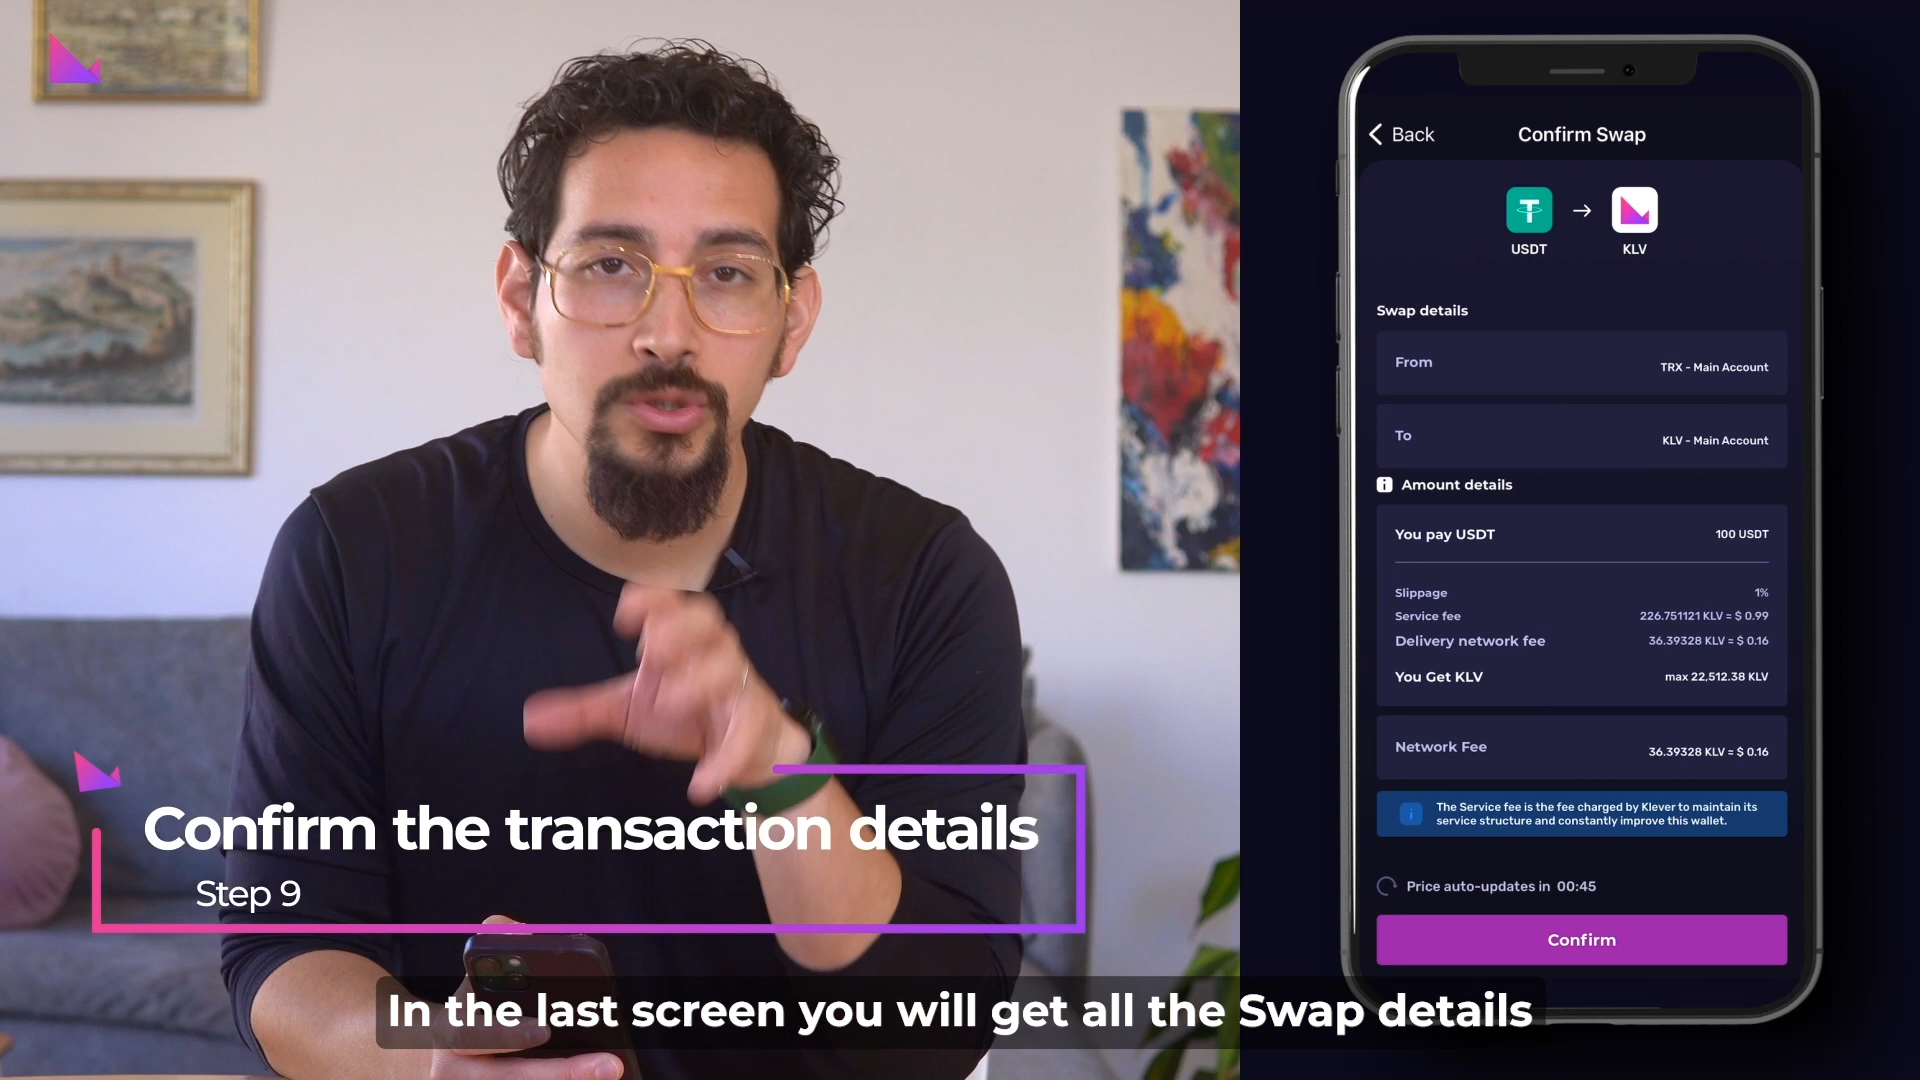 Back
Confirm Swap
USDT
KLV
Swap details
From
TRX - Main Account
To
KLV - Main Account
Amount details
You pay USDT
100 USDT
Slippage
1%
Service fee
226.751121 KLV = $ 0.99
Delivery network fee
36.39328 KLV = $ 0.16
You Get KLV
max 22,512.38 KLV
Network Fee
36.39328 KLV = $ 0.16
The Service fee is the fee charged by Klever to maintain its
service structure and constantly improve this wallet.
Price auto-updates in 00:45
Confirm
Confirm the transaction details
Step 9
In the last screen you will get all the Swap details